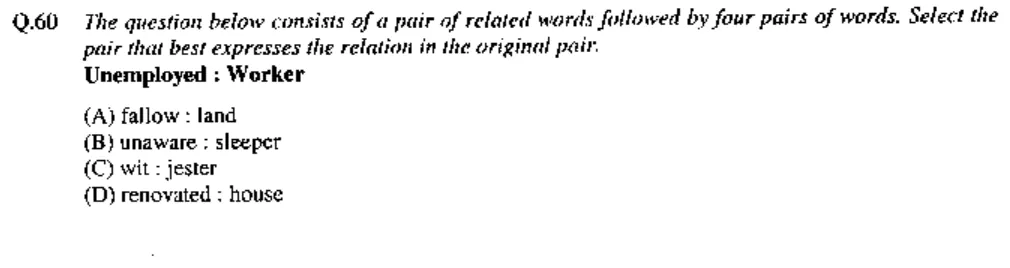 Q.60 The question below consists of a pair of related words followed by four pairs of words. Select the
pair that best expresses the relation in the original pair.
Unemployed : Worker
(A) fallow : land
(B) unaware : sleeper
(C) wit : jester
(D) renovated : house